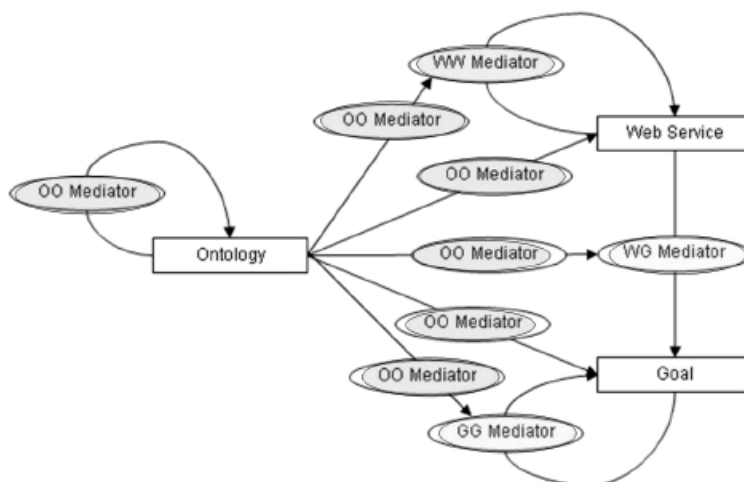 WW Mediator
OO Mediator
Web Service
OO Mediator
OO Mediator
Ontology
OO Mediator
WG Mediator
OO Mediator
OO Mediator
Goal
GG Mediator